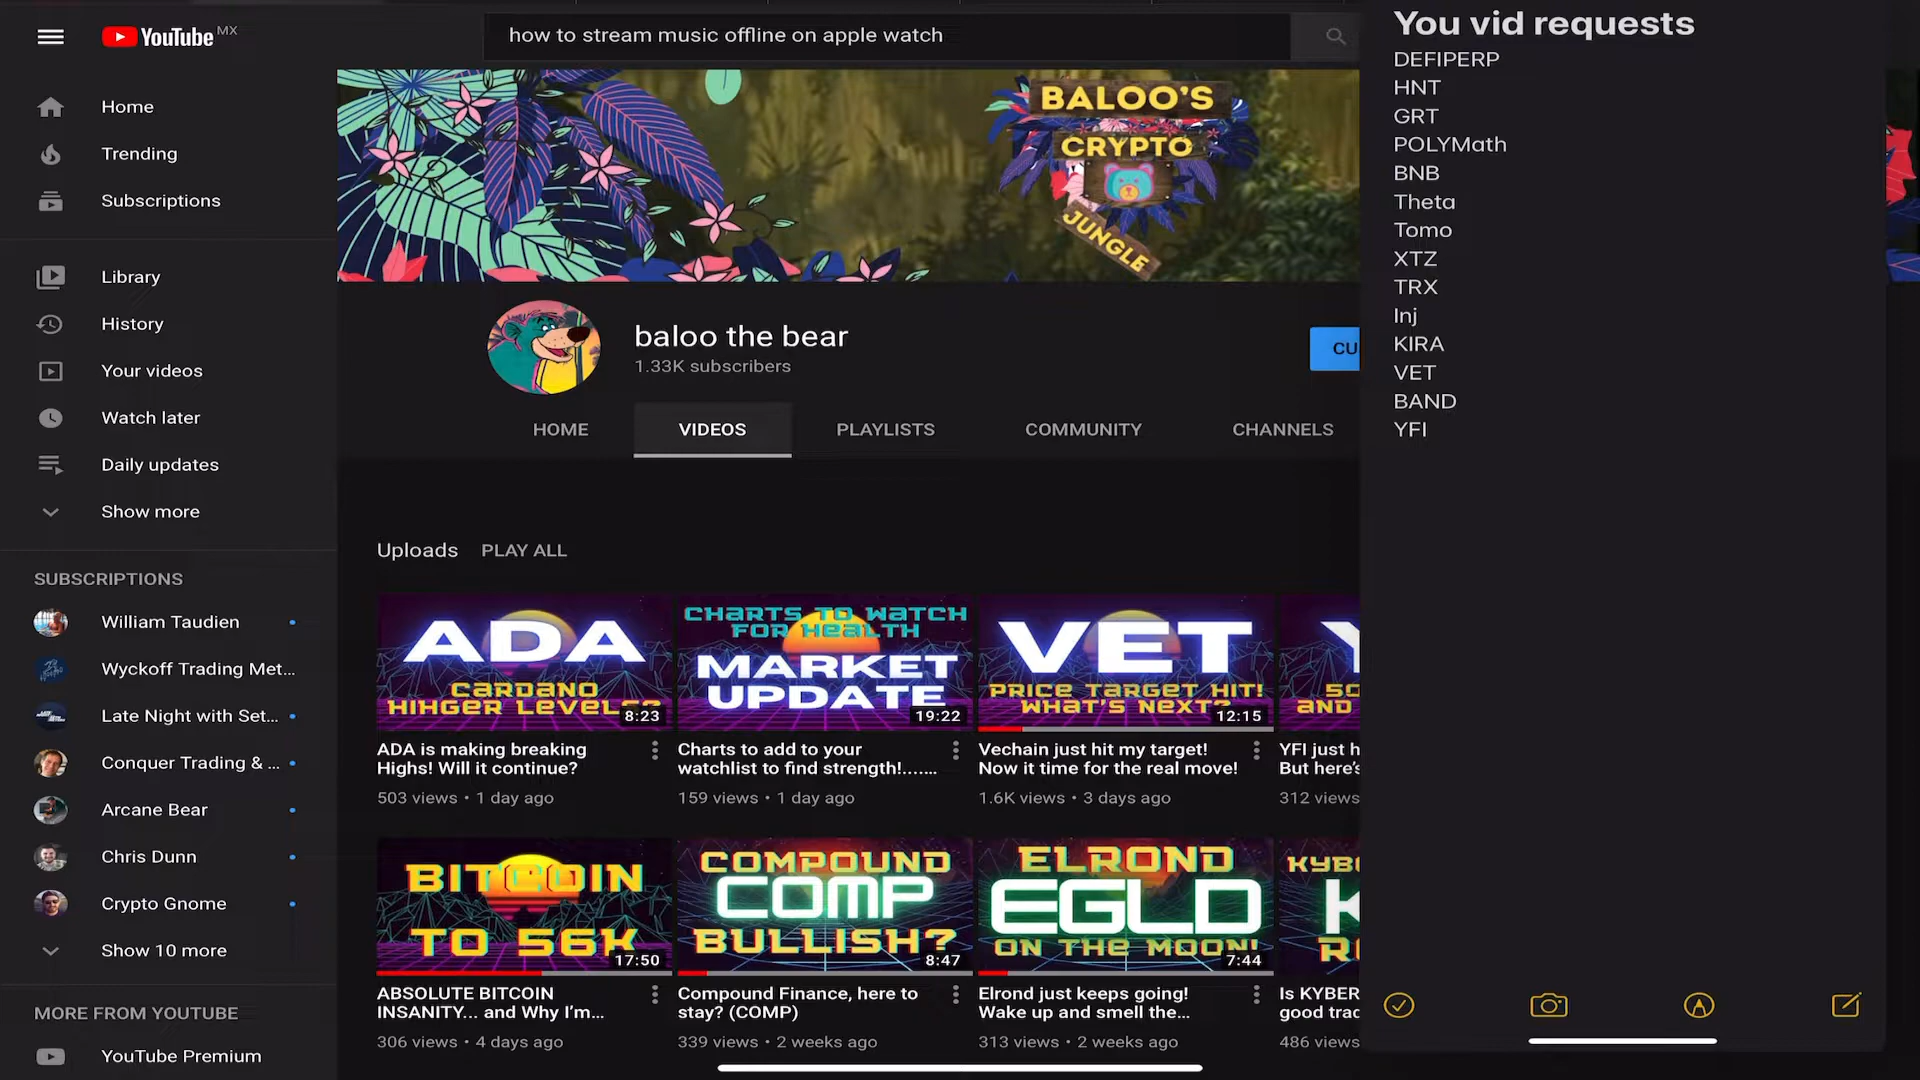 YouTube MX
how to stream music offline on apple watch
Home
Trending
Subscriptions
Library
History
Your videos
Watch later
Daily updates
Show more
SUBSCRIPTIONS
William Taudien
Wyckoff Trading Met...
Late Night with Set...
Conquer Trading & ...
Arcane Bear
Chris Dunn
Crypto Gnome
Show 10 more
MORE FROM YOUTUBE
YouTube Premium
BALOO'S
CRYPTO
JUNGLE
baloo the bear
1.33K subscribers
CU
HOME
VIDEOS
PLAYLISTS
COMMUNITY
CHANNELS
Uploads
PLAY ALL
ADA
CARDANO
HIHGER LEVELS?
8:23
ADA is making breaking
Highs! Will it continue?
503 views • 1 day ago
CHARTS TO WATCH
FOR HEALTH
MARKET
UPDATE
19:22
Charts to add to your
watchlist to find strength!......
159 views • 1 day ago
VET
PRICE TARGET HIT!
WHAT'S NEXT?
12:15
Vechain just hit my target!
Now it time for the real move!
1.6K views • 3 days ago
AND
YFI just h
But here's
312 views
BITCOIN
TO 56K
17:50
ABSOLUTE BITCOIN
INSANITY... and Why I'm...
306 views • 4 days ago
COMPOUND
COMP
BULLISH?
8:47
Compound Finance, here to
stay? (COMP)
339 views • 2 weeks ago
ELROND
EGLD
ON THE MOON!
7:44
Elrond just keeps going!
Wake up and smell the...
313 views • 2 weeks ago
KYB
K
Is KYBER
good trad
486 views
You vid requests
DEFIPERP
HNT
GRT
POLYMath
BNB
Theta
Tomo
XTZ
TRX
Inj
KIRA
VET
BAND
YFI